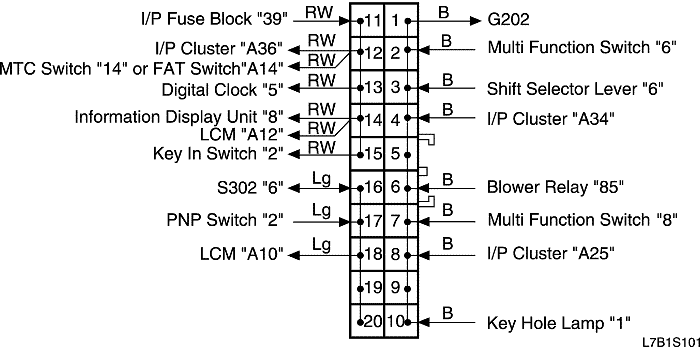 I/P Fuse Block "39" RW 11 1 B G202
I/P Cluster "A36" RW 12 2 B Multi Function Switch "6"
MTC Switch "14" or FAT Switch"A14" RW
Digital Clock "5" RW 13 3 B Shift Selector Lever "6"
Information Display Unit "8" RW 14 4 B I/P Cluster "A34"
LCM "A12" RW
Key In Switch "2" RW 15 5
S302 "6" Lg 16 6 B Blower Relay "85"
PNP Switch "2" Lg 17 7 B Multi Function Switch "8"
LCM "A10" Lg 18 8 B I/P Cluster "A25"
19 9
20 10 B Key Hole Lamp "1"
L7B1S101